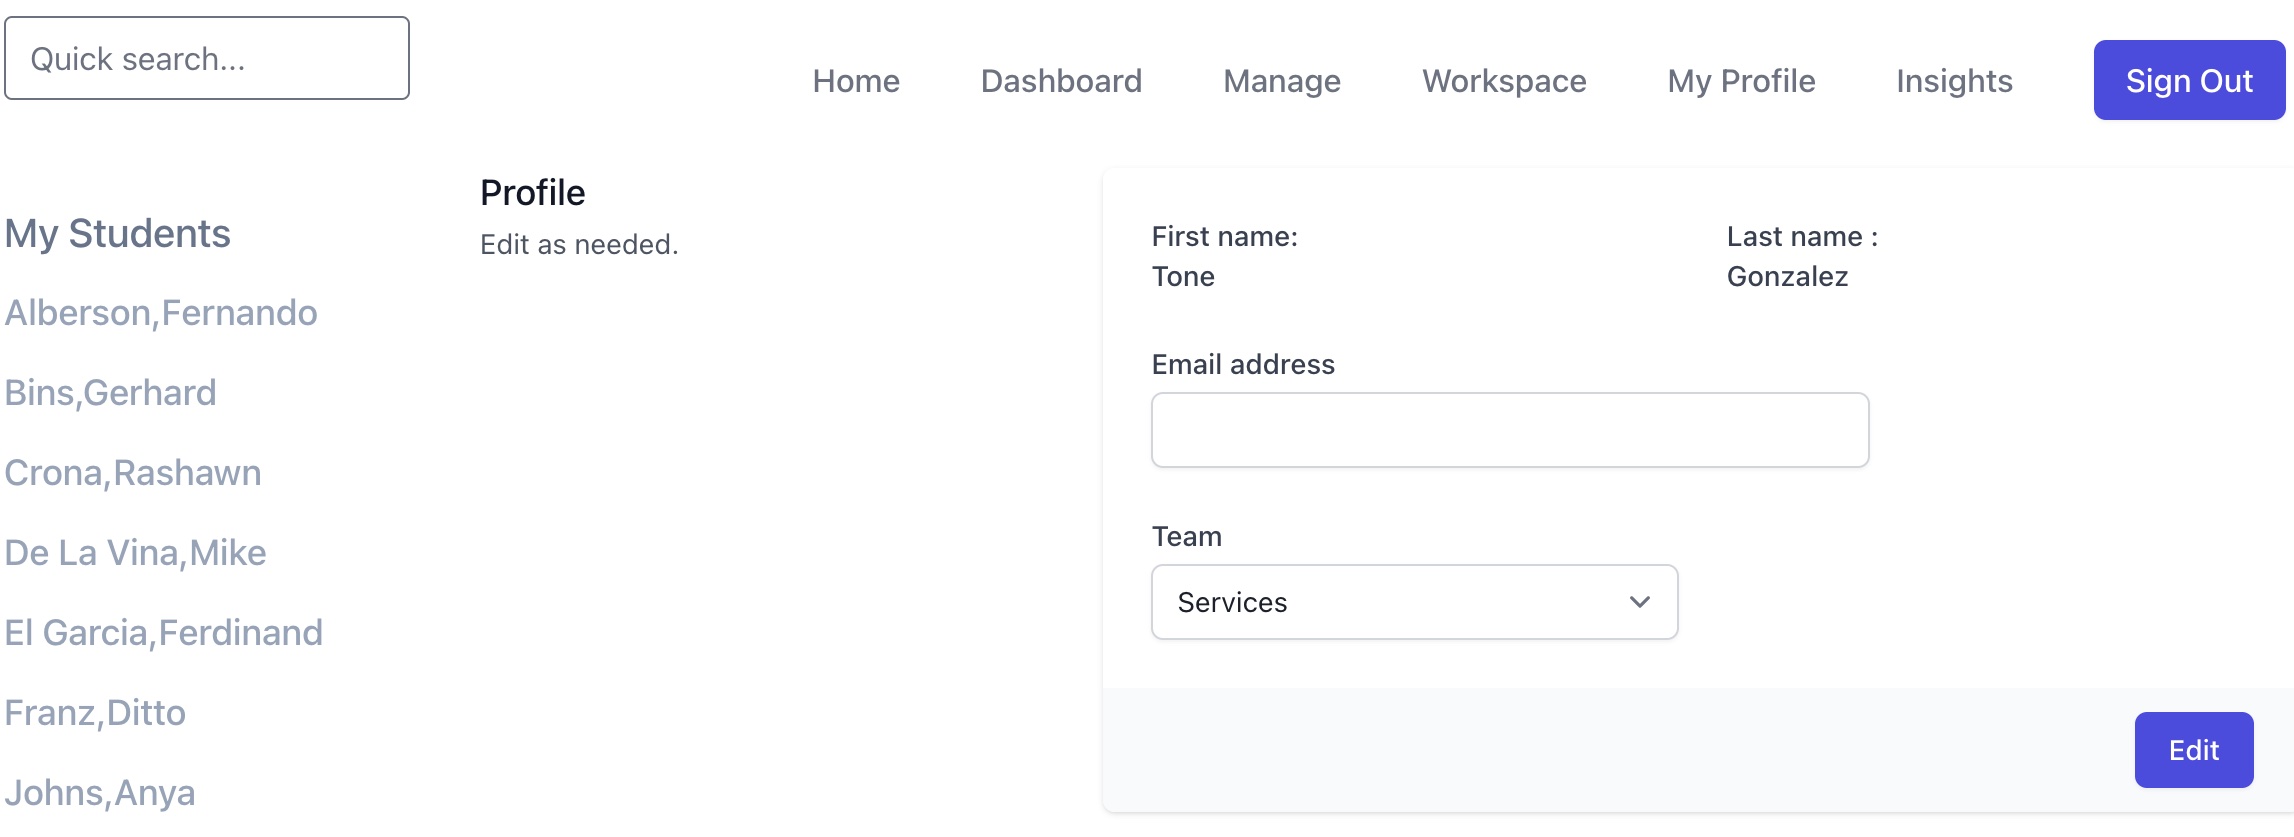 Quick search...
Home Dashboard Manage Workspace My Profile Insights Sign Out
My Students
Alberson,Fernando
Bins,Gerhard
Crona,Rashawn
De La Vina,Mike
El Garcia,Ferdinand
Franz,Ditto
Johns,Anya
Profile
Edit as needed.
First name:
Tone
Last name :
Gonzalez
Email address
Team
Services
Edit